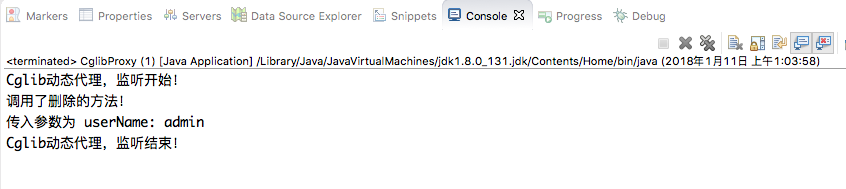 Markers Properties Servers Data Source Explorer Snippets Console Progress Debug
<terminated> CglibProxy (1) [Java Application] /Library/Java/JavaVirtualMachines/jdk1.8.0_131.jdk/Contents/Home/bin/java (2018年1月11日 上午1:03:58)
Cglib动态代理，监听开始！
调用了删除的方法！
传入参数为 userName: admin
Cglib动态代理，监听结束！